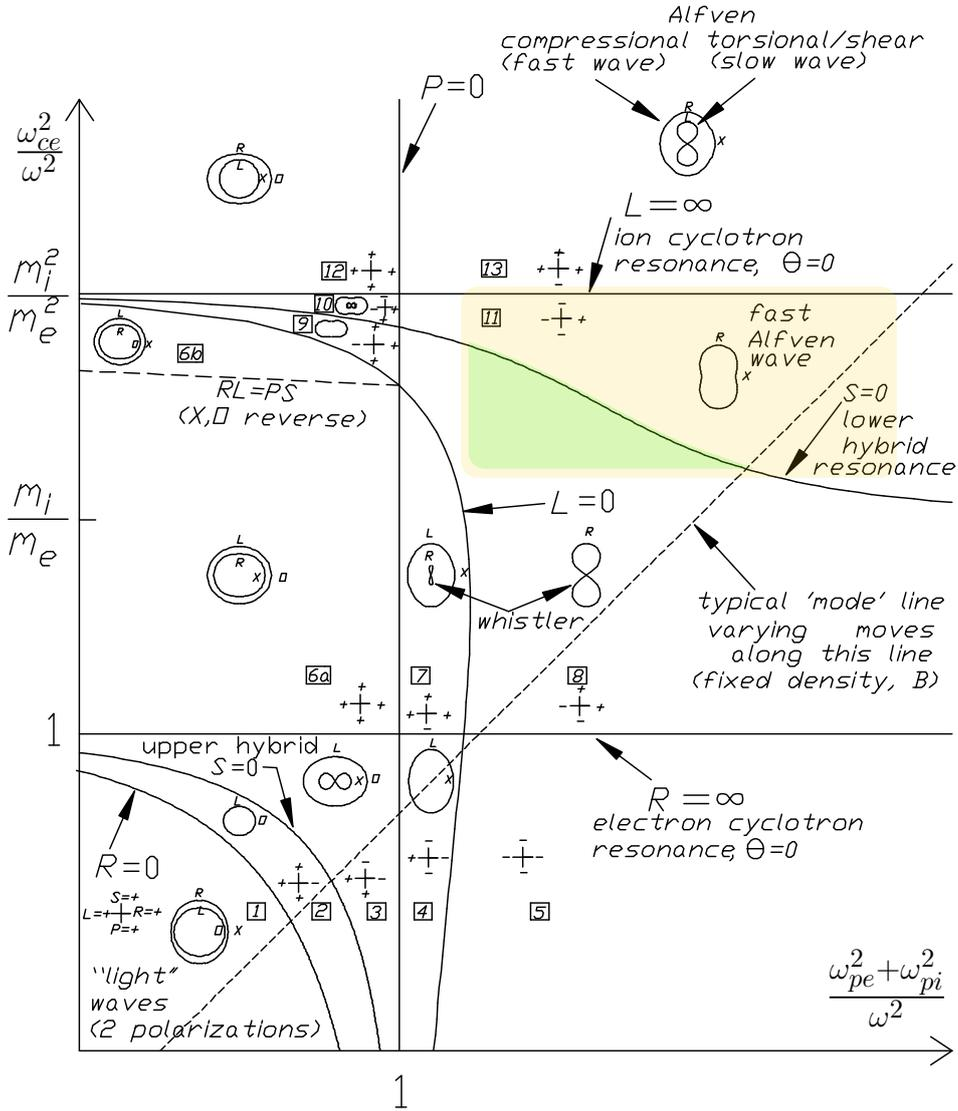 Alfven
compressional torsional/shear
(fast wave) (slow wave)
P=0
ω²ce/ω²
R
L
X
O
R
L
X
L=∞
ion cyclotron
resonance, Θ=0
m²i/m²e
12 + + + +
13 + + + -
10 ∞ - + + -
9 + - + -
11 - - + -
L
R
O X
6b
RL=PS
(X,O reverse)
fast
Alfven
wave
R
X
S=0
lower
hybrid
resonance
mi/me
L=0
L
R
X
O
L
R
X
R
whistler
typical 'mode' line
varying moves
along this line
(fixed density, B)
6a + + + +
7 + + + -
8 - - + -
1
upper hybrid
S=0
L
X
O
L
X
L
O
R=∞
electron cyclotron
resonance, Θ=0
R=0
S=+
L=+ R=+
P=+
R
L
O X
1
2
3
4
5
"light"
waves
(2 polarizations)
ω²pe+ω²pi/ω²
1